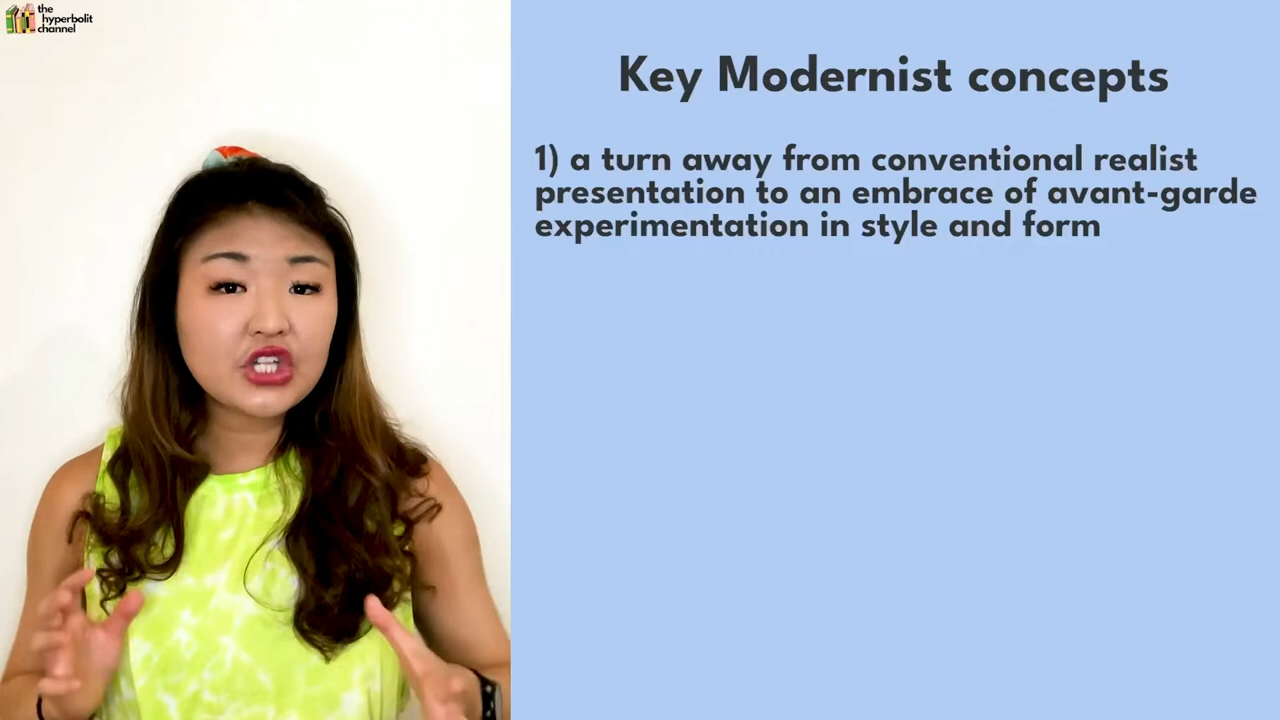 the
hyperbolit
channel
Key Modernist concepts
1) a turn away from conventional realist
presentation to an embrace of avant-garde
experimentation in style and form